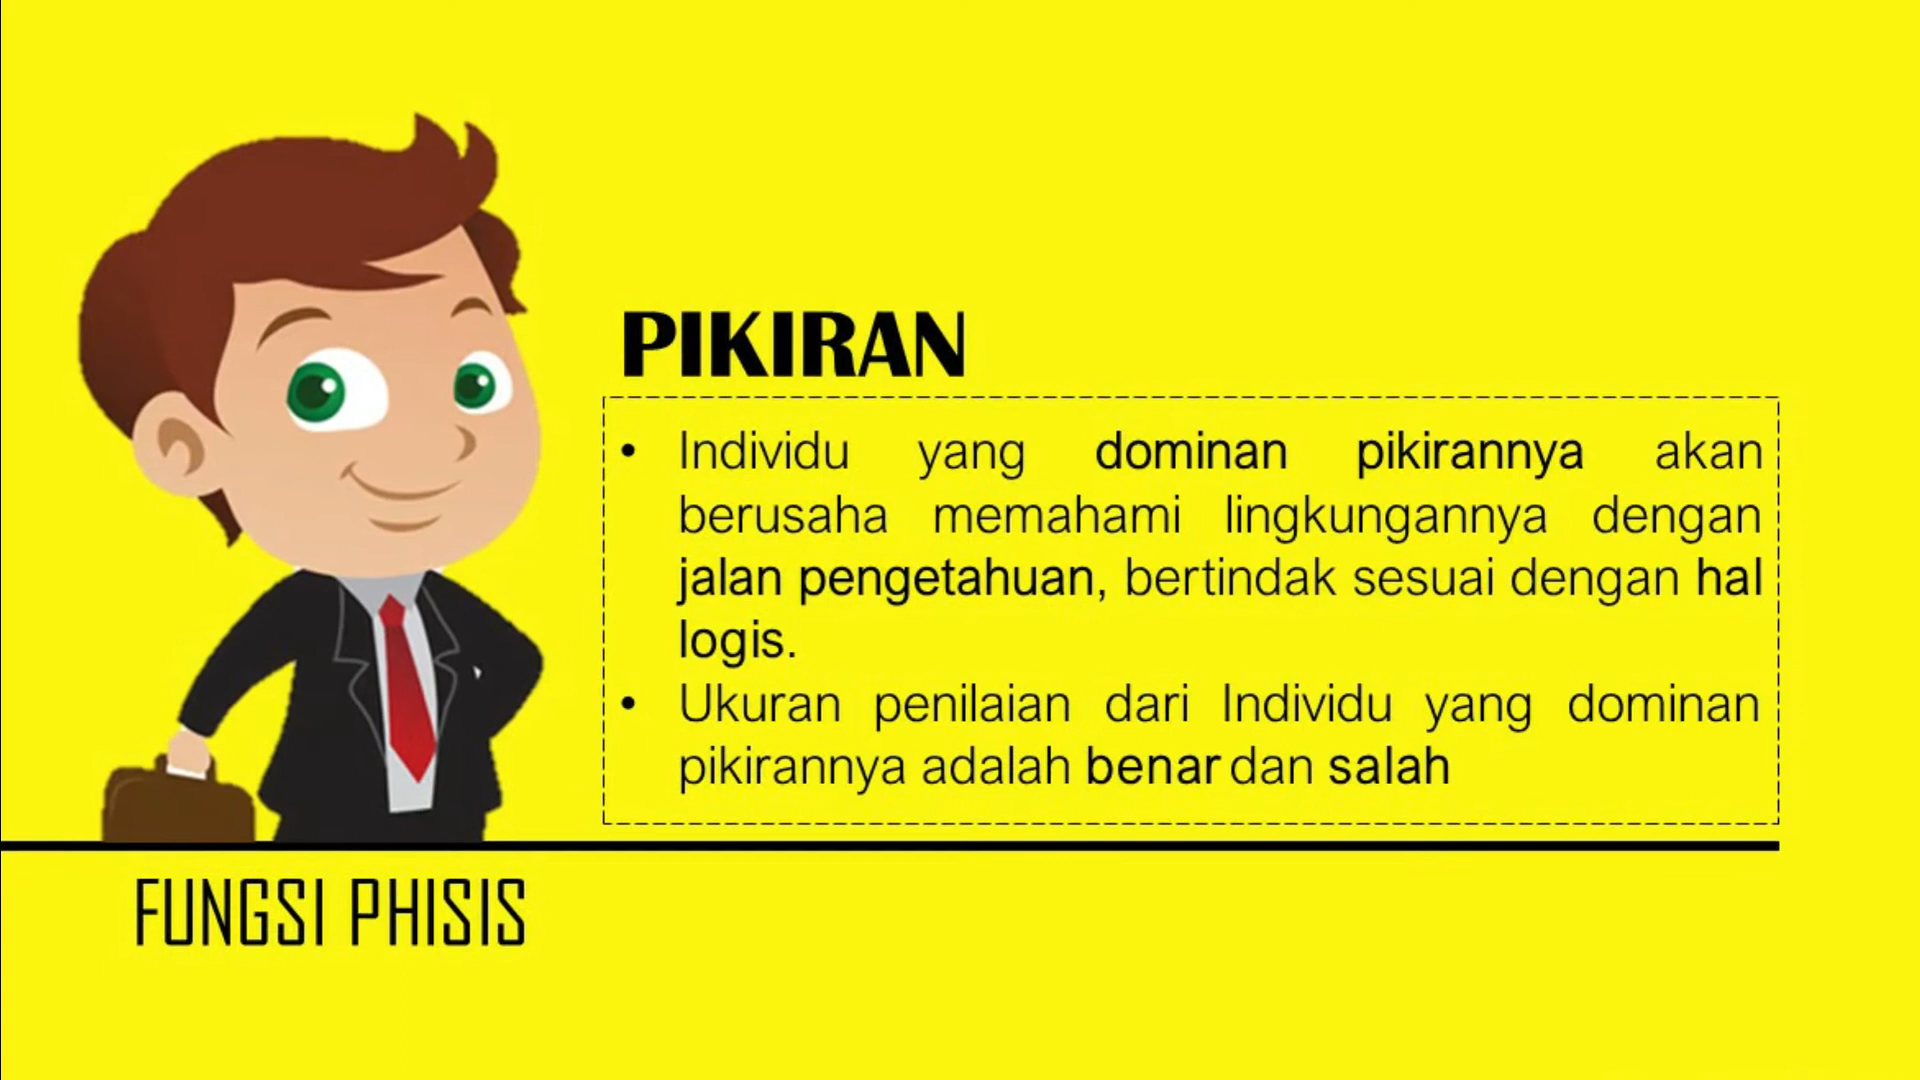 PIKIRAN
• Individu yang dominan pikirannya akan
berusaha memahami lingkungannya dengan
jalan pengetahuan, bertindak sesuai dengan hal
logis.
• Ukuran penilaian dari Individu yang dominan
pikirannya adalah benar dan salah
FUNGSI PHISIS